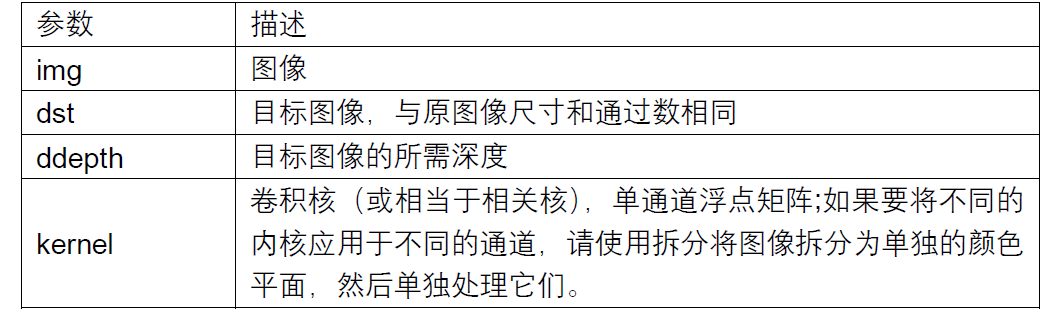 参数 描述
img 图像
dst 目标图像，与原图像尺寸和通过数相同
ddepth 目标图像的所需深度
kernel 卷积核（或相当于相关核），单通道浮点矩阵;如果要将不同的
内核应用于不同的通道，请使用拆分将图像拆分为单独的颜色
平面，然后单独处理它们。